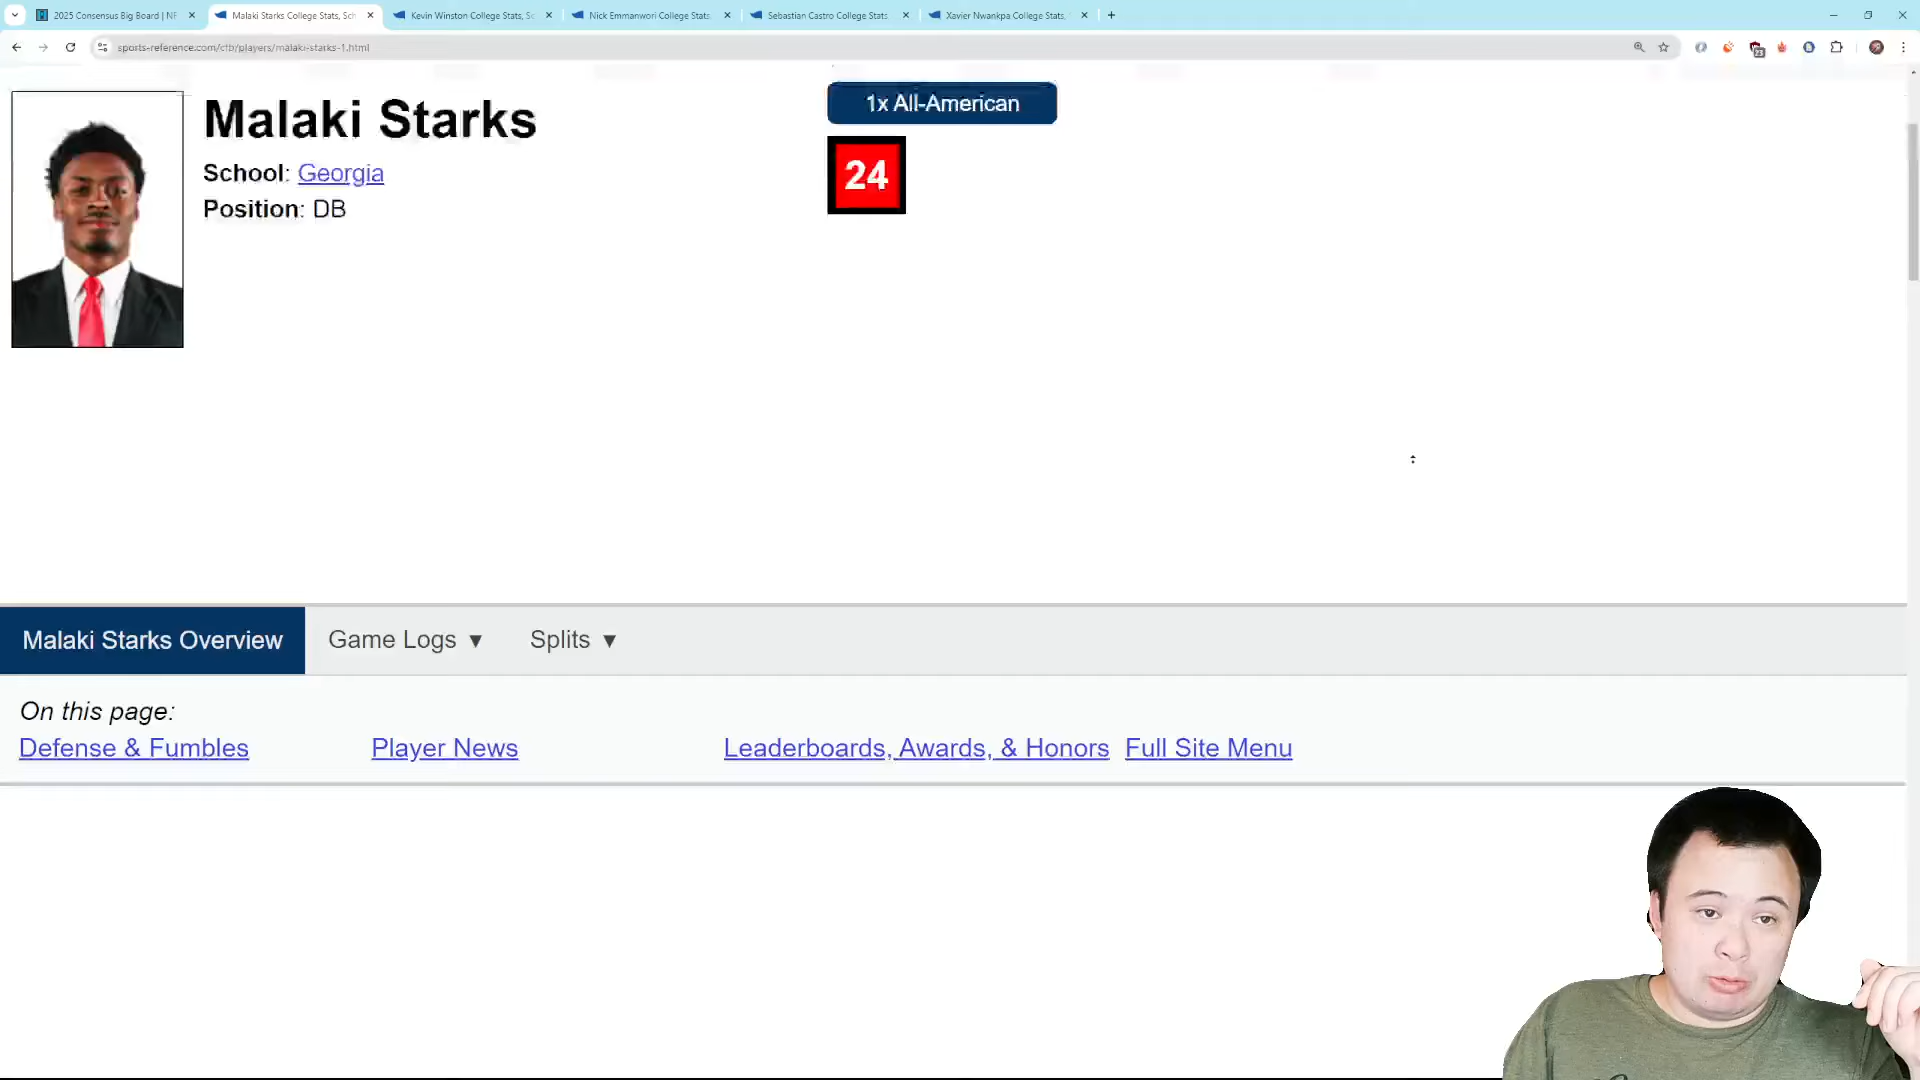 2025 Consensus Big Board | NF
Malaki Starks College Stats, Sch
Kevin Winston College Stats, Sc
Nick Emmanwori College Stats,
Sebastian Castro College Stats
Xavier Nwankpa College Stats,
sports-reference.com/cfb/players/malaki-starks-1.html
23
Malaki Starks
School: Georgia
Position: DB
1x All-American
24
Malaki Starks Overview
Game Logs ▼
Splits ▼
On this page:
Defense & Fumbles
Player News
Leaderboards, Awards, & Honors
Full Site Menu